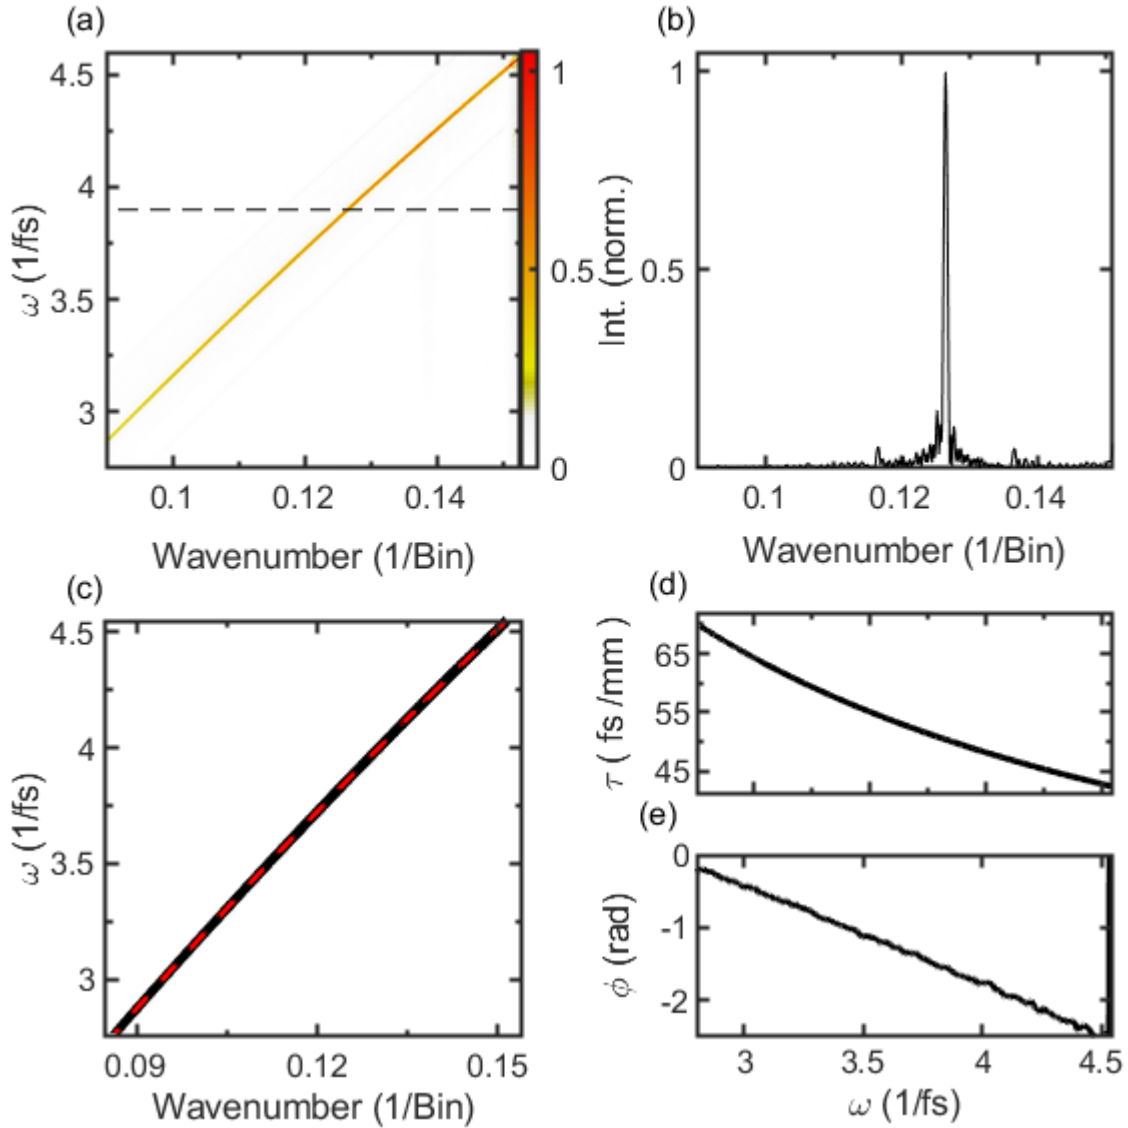 (a)
4.5
4
3.5
3
ω (1/fs)
0.1 0.12 0.14
Wavenumber (1/Bin)
1
0.5
0
(b)
1
0.5
0
Int. (norm.)
0.1 0.12 0.14
Wavenumber (1/Bin)
(c)
4.5
4
3.5
3
ω (1/fs)
0.09 0.12 0.15
Wavenumber (1/Bin)
(d)
65
55
45
τ ( fs /mm )
(e)
0
-1
-2
ϕ (rad)
3 3.5 4 4.5
ω (1/fs)